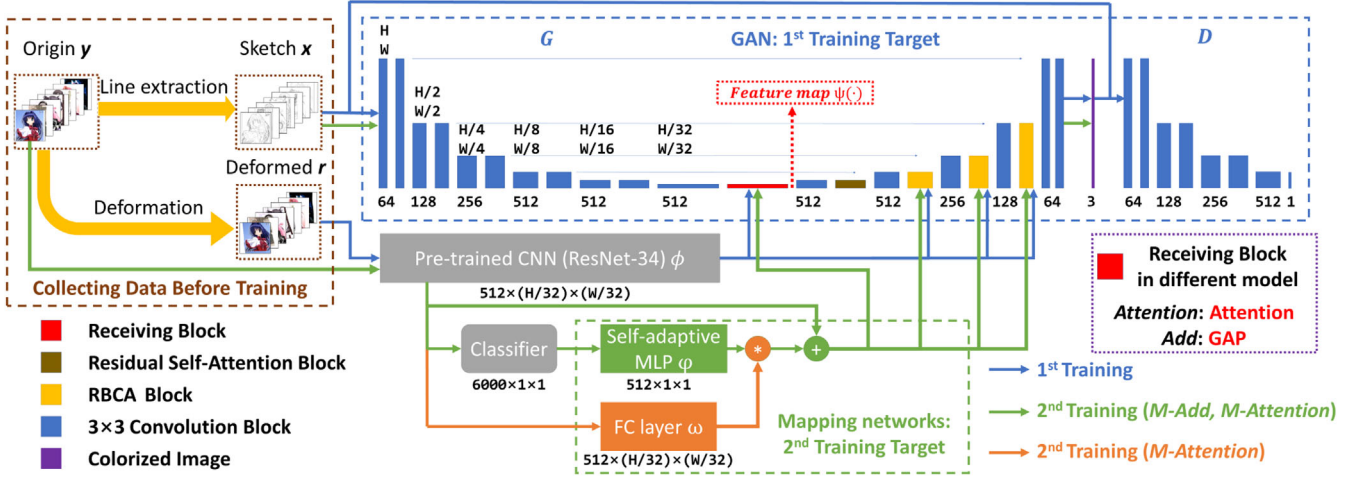 Origin y
Sketch x
Line extraction
Deformed r
Deformation
Collecting Data Before Training
G
GAN: 1st Training Target
D
H
W
H/2
W/2
H/4
W/4
H/8
W/8
H/16
W/16
H/32
W/32
Feature map ψ(·)
64 128 256 512 512 512 512 512 256 128 64 3 64 128 256 512 1
Pre-trained CNN (ResNet-34) ϕ
512×(H/32)×(W/32)
Classifier
6000×1×1
Self-adaptive
MLP φ
512×1×1
*
+
FC layer ω
512×(H/32)×(W/32)
Mapping networks:
2nd Training Target
Receiving Block
in different model
Attention: Attention
Add: GAP
Receiving Block
Residual Self-Attention Block
RBCA Block
3×3 Convolution Block
Colorized Image
1st Training
2nd Training (M-Add, M-Attention)
2nd Training (M-Attention)